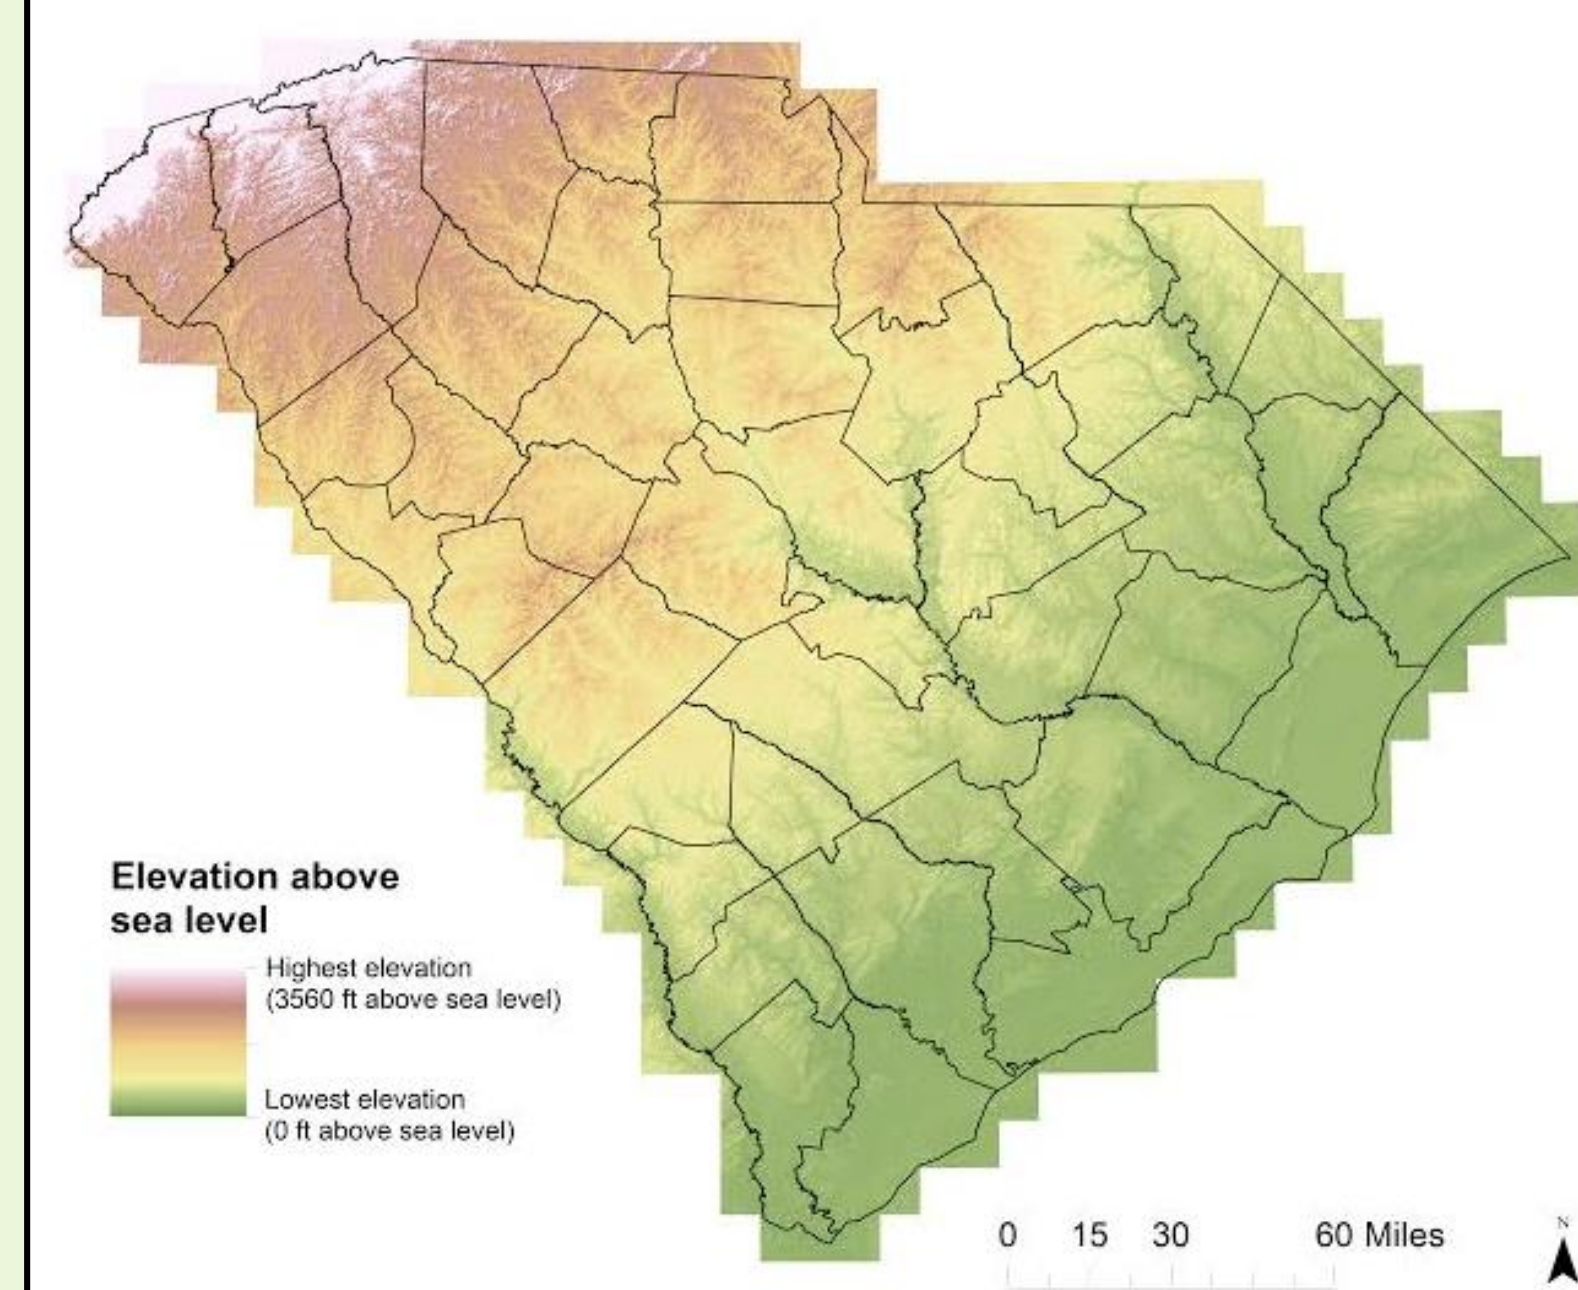 Elevation above
sea level
Highest elevation
(3560 ft above sea level)
Lowest elevation
(0 ft above sea level)
0 15 30 60 Miles
N